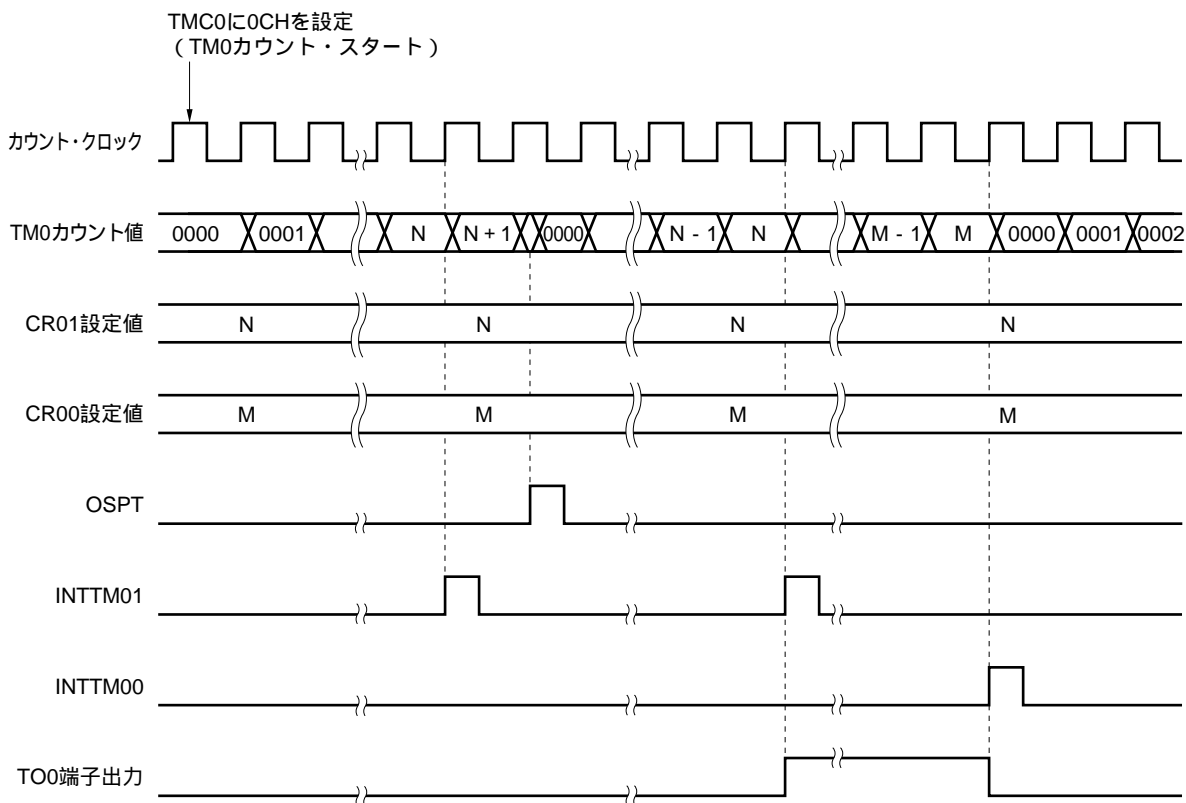 TMC0に0CHを設定
（TM0カウント・スタート）
カウント・クロック
TM0カウント値 0000 0001 N N + 1 0000 N - 1 N M - 1 M 0000 0001 0002
CR01設定値 N N N N
CR00設定値 M M M M
OSPT
INTTM01
INTTM00
TO0端子出力